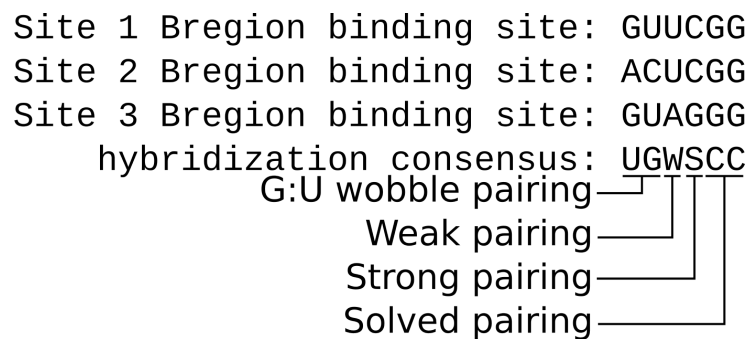 Site 1 Bregion binding site: GUUCGG
Site 2 Bregion binding site: ACUCGG
Site 3 Bregion binding site: GUAGGG
hybridization consensus: UGWSCC
G:U wobble pairing
Weak pairing
Strong pairing
Solved pairing